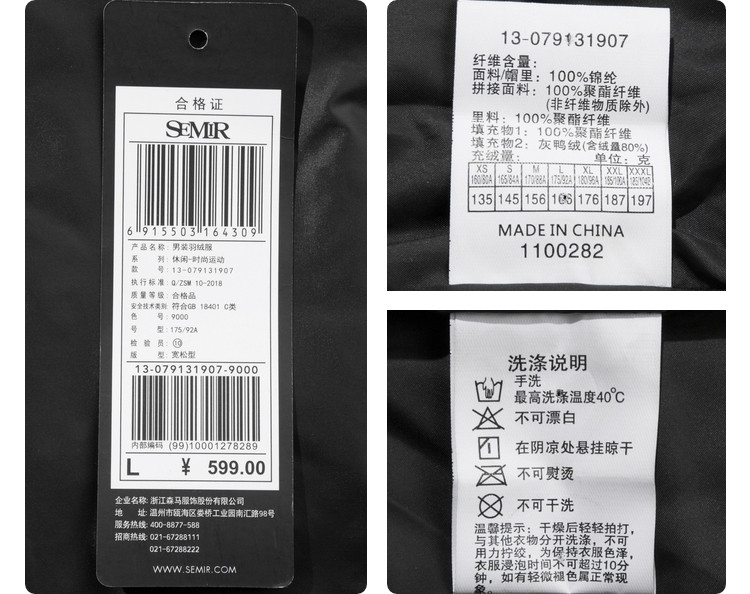 合格证
SEMIR
6 915503 164309
产品名称: 男装羽绒服
系 列: 休闲-时尚运动
款 号: 13-079131907
执行标准: Q/ZSM 10-2018
质量等级: 合格品
安全技术类别: 符合GB 18401 C类
色 号: 9000
号 型: 175/92A
检 验 员: ⑩
版 型: 宽松型
13-079131907-9000
内部编码 (99)10001278289
L ¥ 599.00
企业名称: 浙江森马服饰股份有限公司
地 址: 温州市瓯海区娄桥工业园南汇路98号
服务热线: 400-8877-588
招商热线: 021-67288111
021-67288222
WWW.SEMIR.COM
13-079131907
纤维含量:
面料/帽里: 100%锦纶
拼接面料: 100%聚酯纤维
(非纤维物质除外)
里料: 100%聚酯纤维
填充物1: 100%聚酯纤维
填充物2: 灰鸭绒(含绒量80%)
充绒量: 单位: 克
XS S M L XL XXL XXXL
160/80A 165/84A 170/88A 175/92A 180/96A 185/100A 185/104B
135 145 156 166 176 187 197
MADE IN CHINA
1100282
洗涤说明
手洗
最高洗涤温度40℃
不可漂白
在阴凉处悬挂晾干
不可熨烫
不可干洗
温馨提示: 干燥后轻轻拍打,
与其他衣物分开洗涤, 不可
用力拧绞, 为保持衣服色泽,
衣服浸泡时间不可超过10分
钟, 如有轻微褪色属正常现
象。